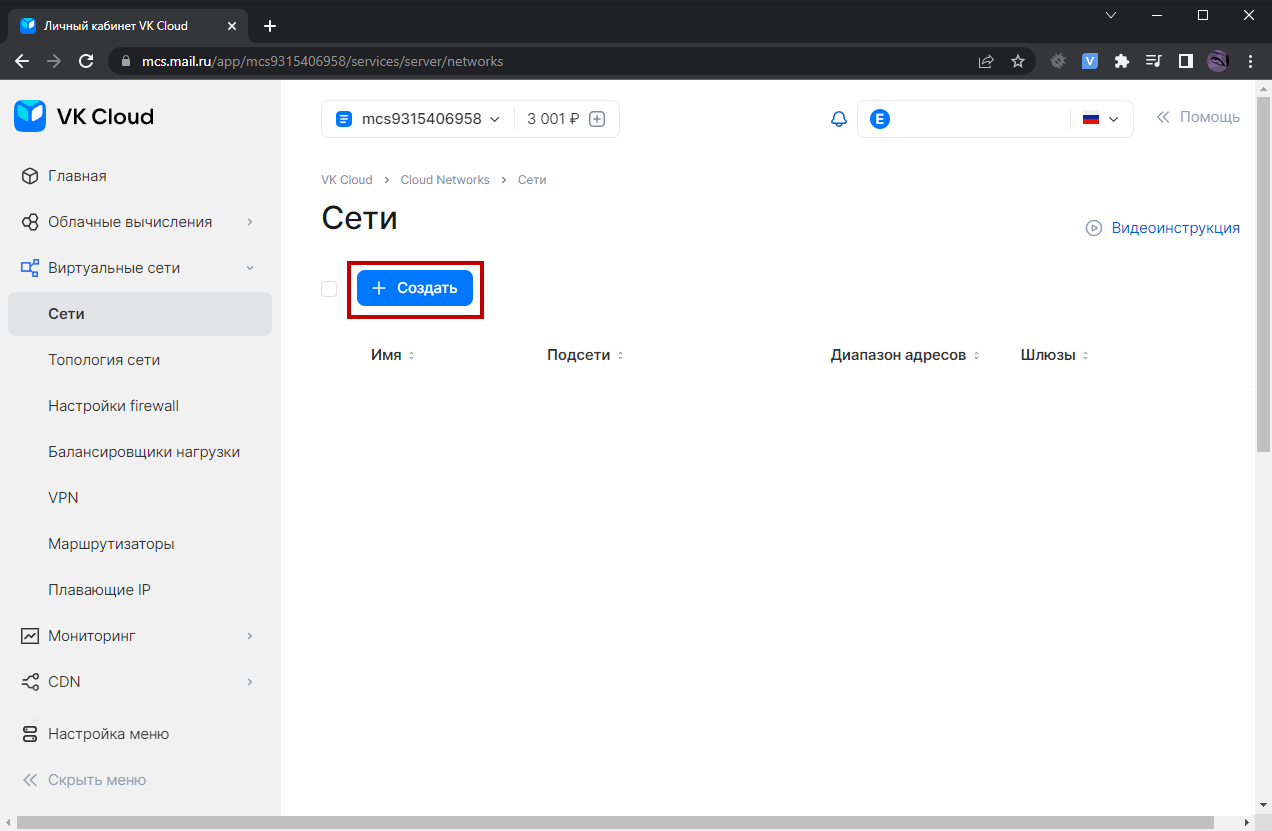 Личный кабинет VK Cloud
mcs.mail.ru/app/mcs9315406958/services/server/networks
V
VK Cloud
mcs9315406958
3 001 ₽
E
Помощь
Главная
Облачные вычисления
Виртуальные сети
Сети
Топология сети
Настройки firewall
Балансировщики нагрузки
VPN
Маршрутизаторы
Плавающие IP
Мониторинг
CDN
Настройка меню
Скрыть меню
VK Cloud > Cloud Networks > Сети
Сети
Видеоинструкция
+ Создать
Имя Подсети Диапазон адресов Шлюзы